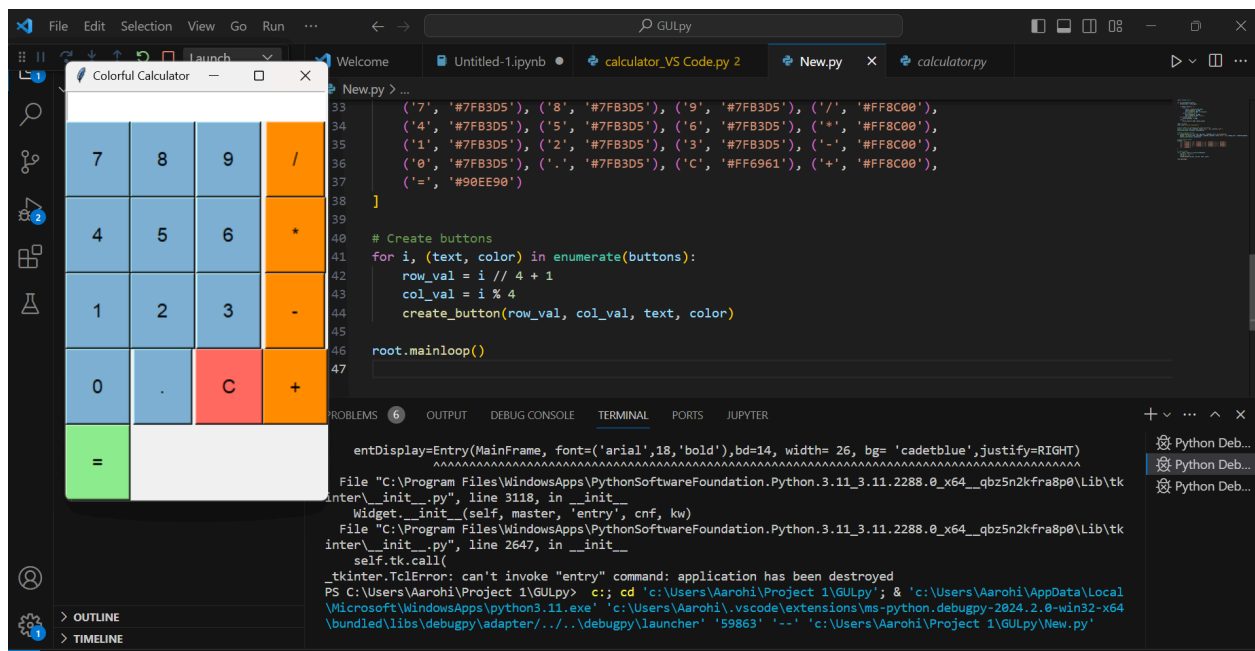 File Edit Selection View Go Run ··· GULpy
Launch
Welcome Untitled-1.ipynb calculator_VS Code.py 2 New.py calculator.py
New.py > ...
Colorful Calculator
7 8 9 /
4 5 6 *
1 2 3 -
0 . C +
=
33 ('7', '#7FB3D5'), ('8', '#7FB3D5'), ('9', '#7FB3D5'), ('/', '#FF8C00'),
34 ('4', '#7FB3D5'), ('5', '#7FB3D5'), ('6', '#7FB3D5'), ('*', '#FF8C00'),
35 ('1', '#7FB3D5'), ('2', '#7FB3D5'), ('3', '#7FB3D5'), ('-', '#FF8C00'),
36 ('0', '#7FB3D5'), ('.', '#7FB3D5'), ('C', '#FF6961'), ('+', '#FF8C00'),
37 ('=', '#90EE90')
38 ]
39
40 # Create buttons
41 for i, (text, color) in enumerate(buttons):
42 row_val = i // 4 + 1
43 col_val = i % 4
44 create_button(row_val, col_val, text, color)
45
46 root.mainloop()
47
1
2
1
PROBLEMS 6 OUTPUT DEBUG CONSOLE TERMINAL PORTS JUPYTER
entDisplay=Entry(MainFrame, font=('arial',18,'bold'),bd=14, width= 26, bg= 'cadetblue',justify=RIGHT)
^^^^^^^^^^^^^^^^^^^^^^^^^^^^^^^^^^^^^^^^^^^^^^^^^^^^^^^^^^^^^^^^^^^^^^^^^^^^^^^^^^^^^^^^^^
File "C:\Program Files\WindowsApps\PythonSoftwareFoundation.Python.3.11_3.11.2288.0_x64__qbz5n2kfra8p0\Lib\tk
inter\__init__.py", line 3118, in __init__
Widget.__init__(self, master, 'entry', cnf, kw)
File "C:\Program Files\WindowsApps\PythonSoftwareFoundation.Python.3.11_3.11.2288.0_x64__qbz5n2kfra8p0\Lib\tk
inter\__init__.py", line 2647, in __init__
self.tk.call(
_tkinter.TclError: can't invoke "entry" command: application has been destroyed
PS C:\Users\Aarohi\Project 1\GULpy> c:; cd 'c:\Users\Aarohi\Project 1\GULpy'; & 'c:\Users\Aarohi\AppData\Local
\Microsoft\WindowsApps\python3.11.exe' 'c:\Users\Aarohi\.vscode\extensions\ms-python.debugpy-2024.2.0-win32-x64
\bundled\libs\debugpy\adapter/../..\debugpy\launcher' '59863' '--' 'c:\Users\Aarohi\Project 1\GULpy\New.py'
Python Deb...
Python Deb...
Python Deb...
> OUTLINE
> TIMELINE